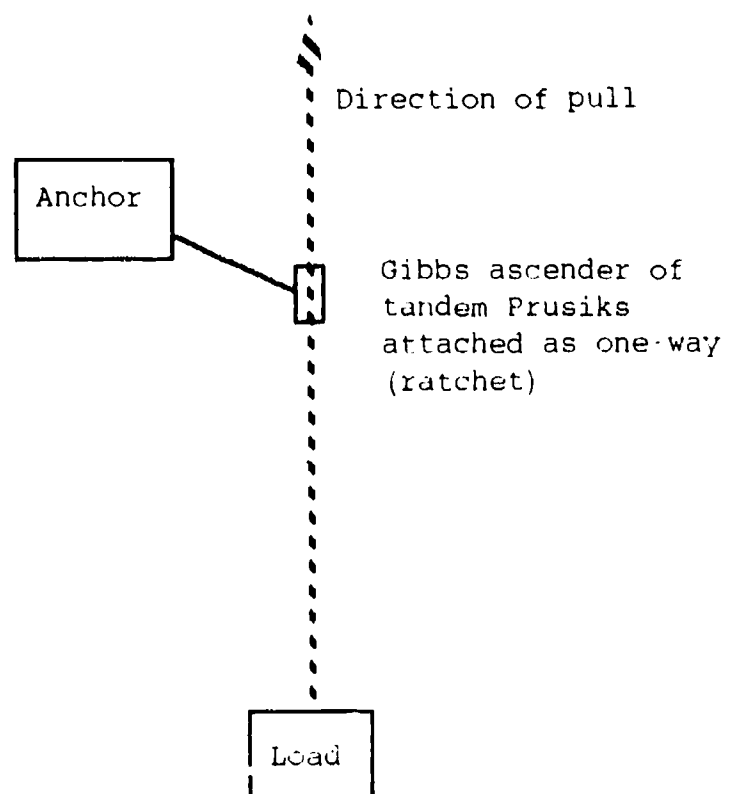 Direction of pull
Anchor
Gibbs ascender of
tandem Prusiks
attached as one-way
(ratchet)
Load